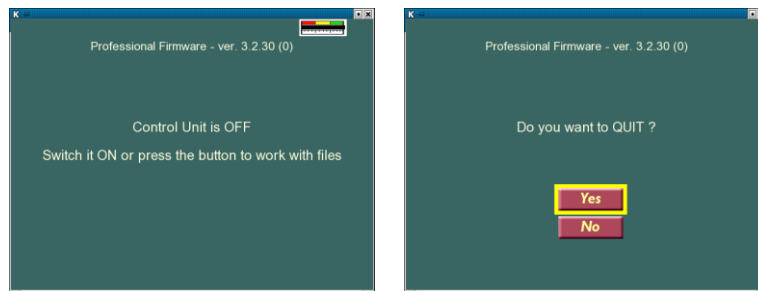 K
Professional Firmware - ver. 3.2.30 (0)
Control Unit is OFF
Switch it ON or press the button to work with files
K
Professional Firmware - ver. 3.2.30 (0)
Do you want to QUIT ?
Yes
No